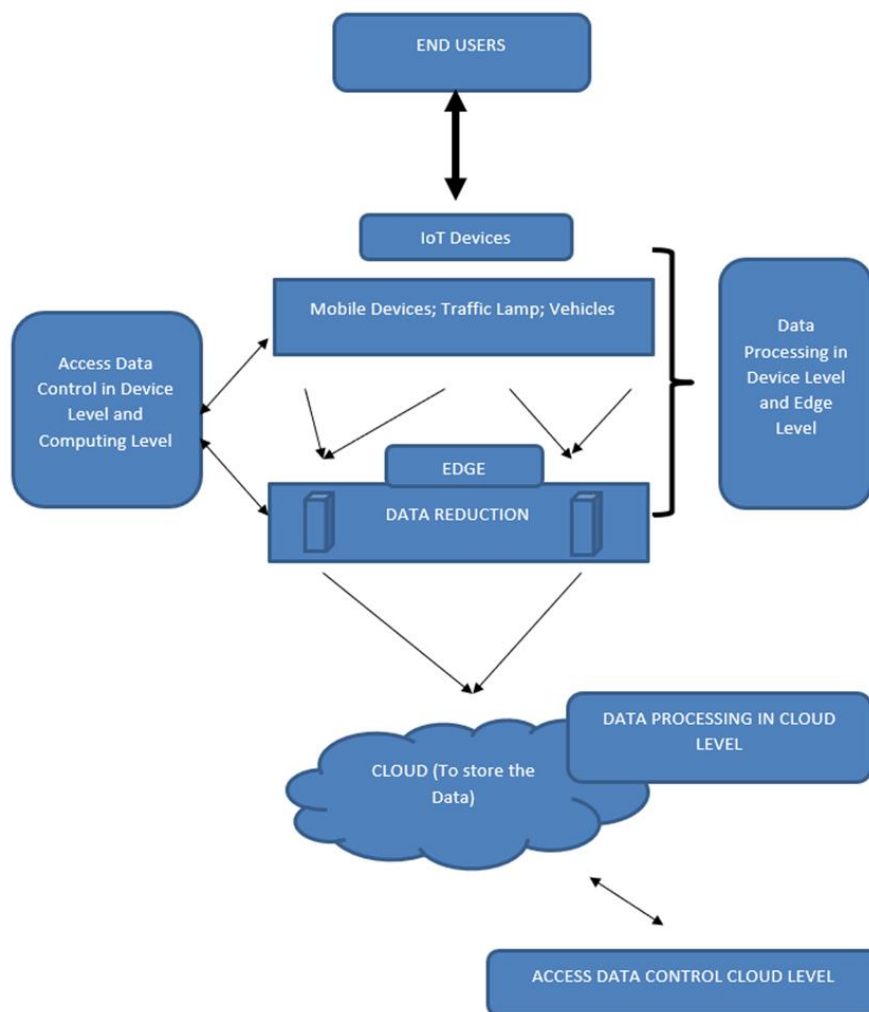 END USERS
IoT Devices
Mobile Devices; Traffic Lamp; Vehicles
Access Data
Control in Device
Level and
Computing Level
Data
Processing in
Device Level
and Edge
Level
EDGE
DATA REDUCTION
DATA PROCESSING IN CLOUD
LEVEL
CLOUD (To store the
Data)
ACCESS DATA CONTROL CLOUD LEVEL